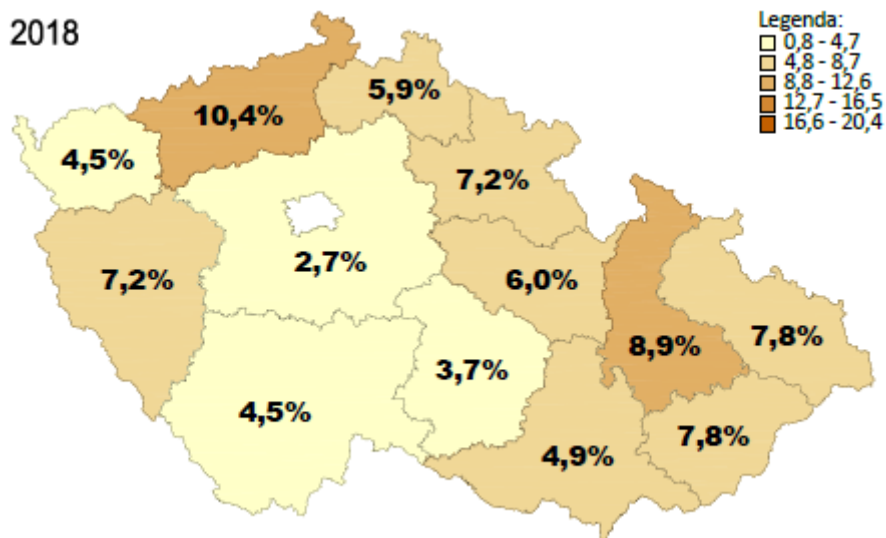 2018
Legenda:
0,8 - 4,7
4,8 - 8,7
8,8 - 12,6
12,7 - 16,5
16,6 - 20,4
5,9%
10,4%
4,5%
7,2%
2,7%
7,2%
6,0%
7,8%
8,9%
3,7%
4,5%
7,8%
4,9%